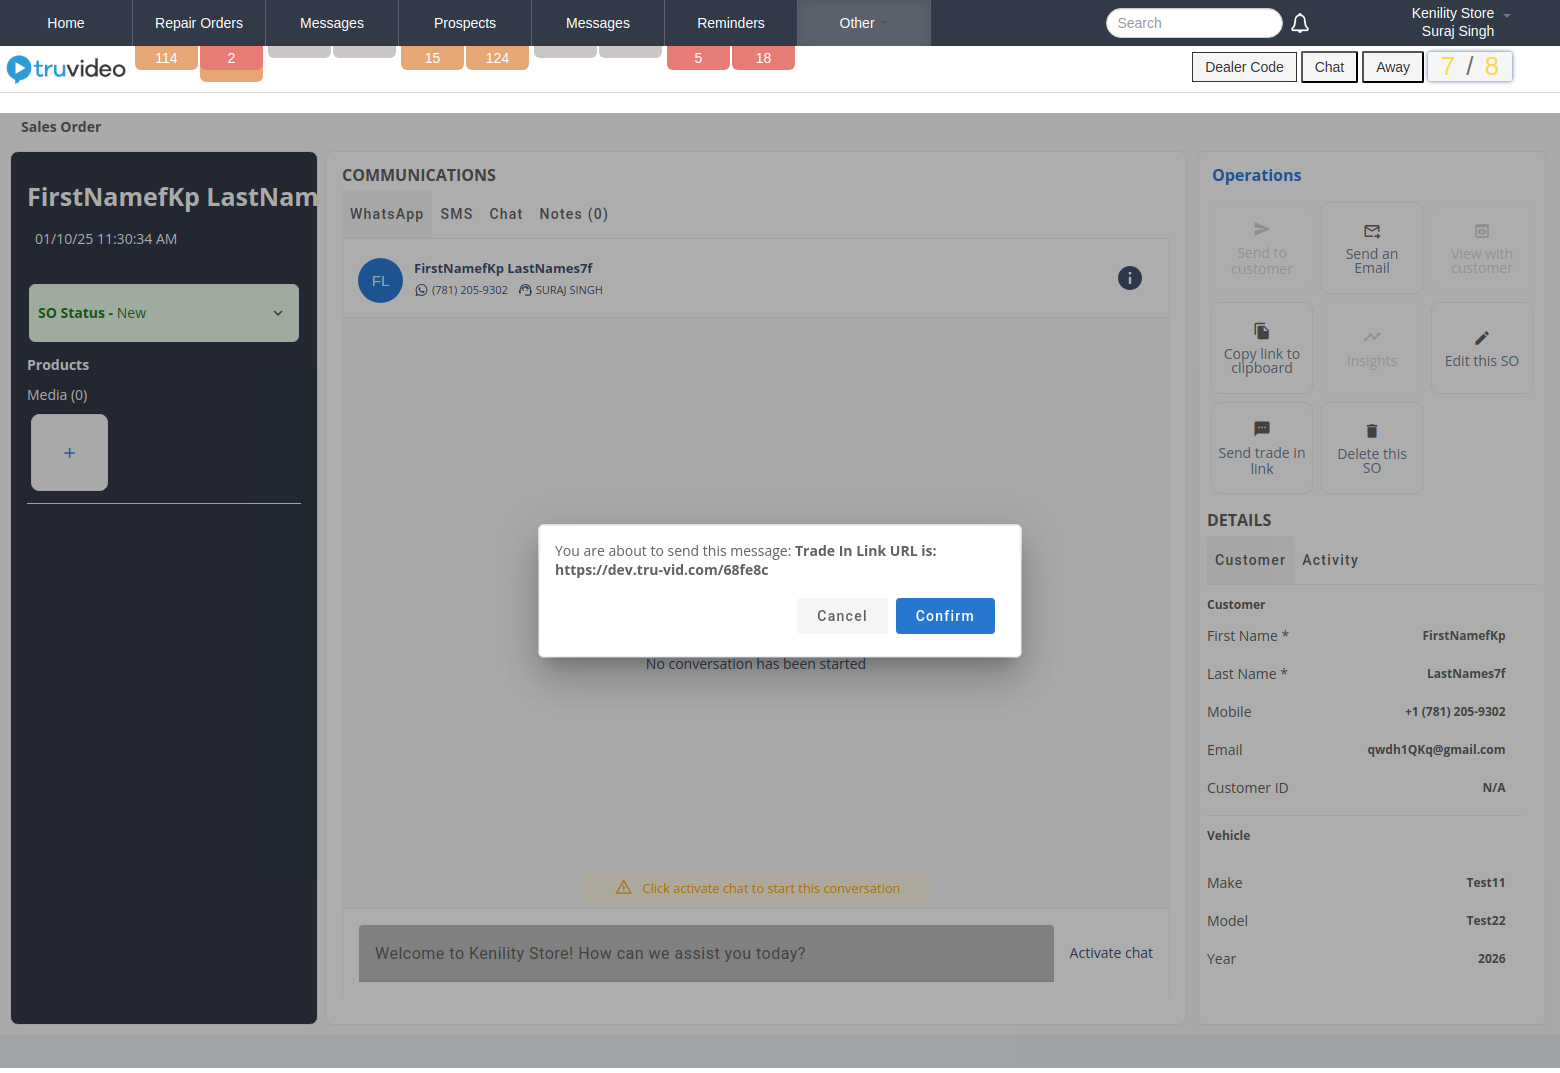 Home
Repair Orders
Messages
Prospects
Messages
Reminders
Other
Search
Kenility Store
Suraj Singh
truvideo
114
2
15
124
5
18
Dealer Code
Chat
Away
7 / 8
Sales Order
FirstNamefKp LastNam
01/10/25 11:30:34 AM
SO Status - New
Products
Media (0)
+
COMMUNICATIONS
WhatsApp
SMS
Chat
Notes (0)
FL
FirstNamefKp LastNames7f
(781) 205-9302
SURAJ SINGH
You are about to send this message: Trade In Link URL is:
https://dev.tru-vid.com/68fe8c
Cancel
Confirm
No conversation has been started
Click activate chat to start this conversation
Welcome to Kenility Store! How can we assist you today?
Activate chat
Operations
Send to
customer
Send an
Email
View with
customer
Copy link to
clipboard
Insights
Edit this SO
Send trade in
link
Delete this
SO
DETAILS
Customer
Activity
Customer
First Name *
FirstNamefKp
Last Name *
LastNames7f
Mobile
+1 (781) 205-9302
Email
qwdh1QKq@gmail.com
Customer ID
N/A
Vehicle
Make
Test11
Model
Test22
Year
2026